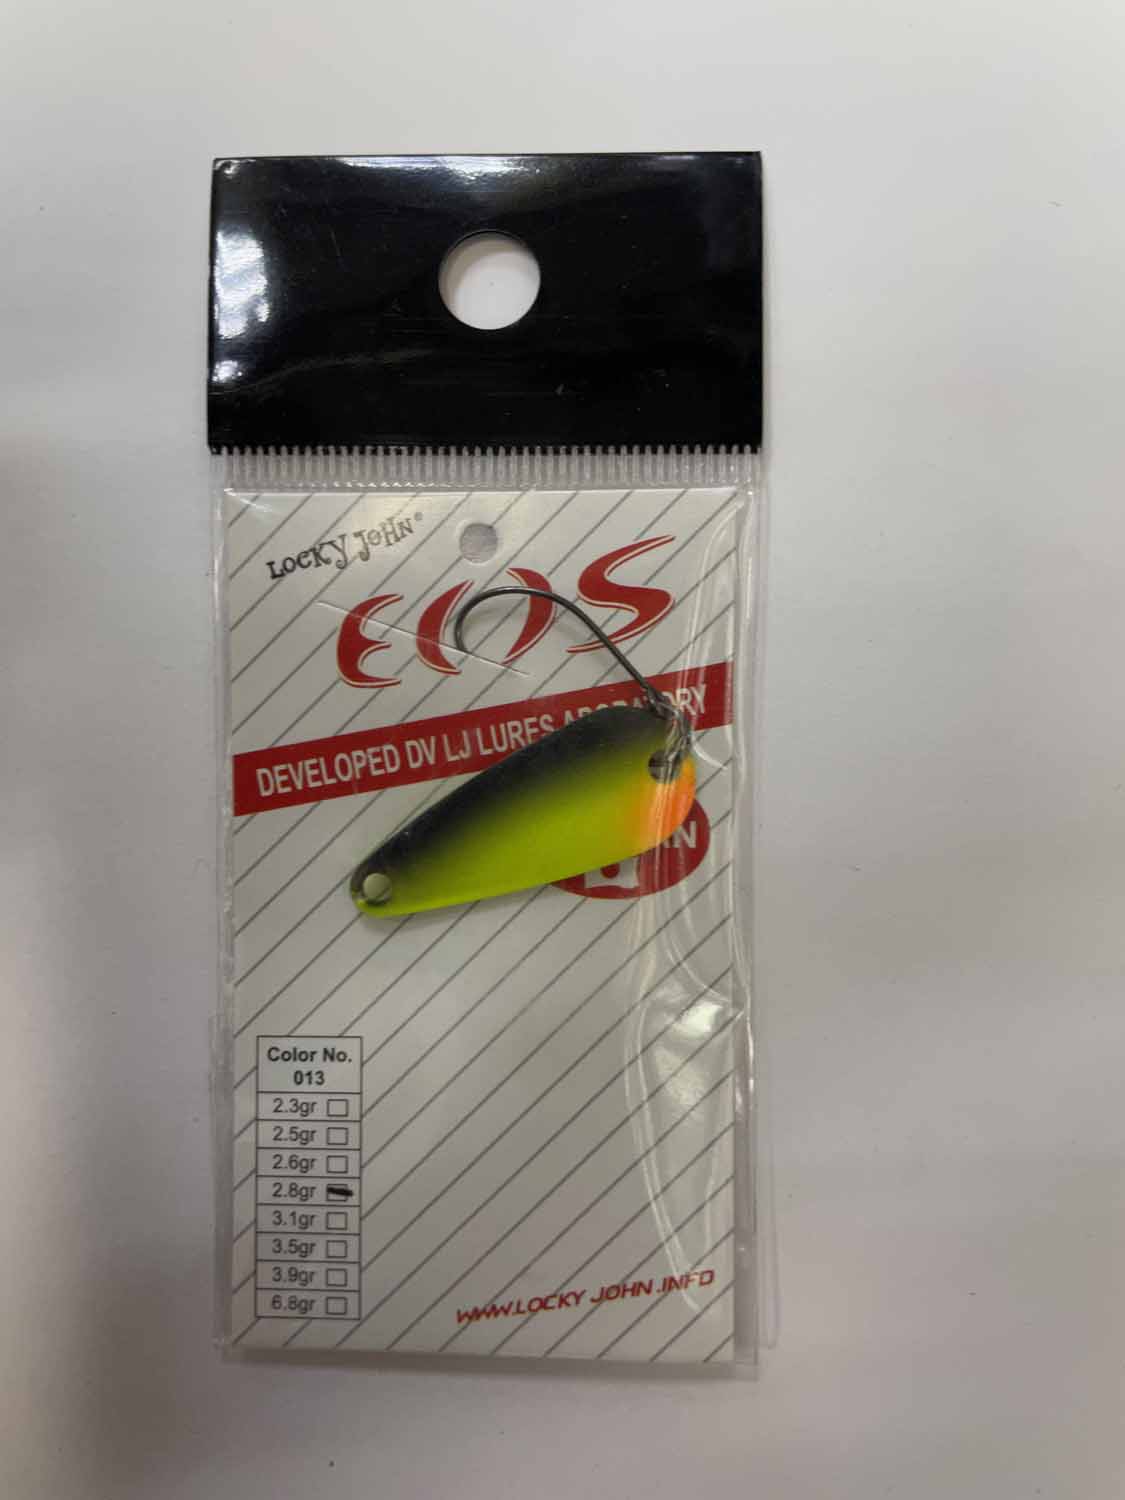 LOCKY JOHN®
EOS
DEVELOPED DV LJ LURES
Color No.
013
2.3gr
2.5gr
2.6gr
2.8gr
3.1gr
3.5gr
3.9gr
6.8gr
WWW.LOCKY JOHN.INFO